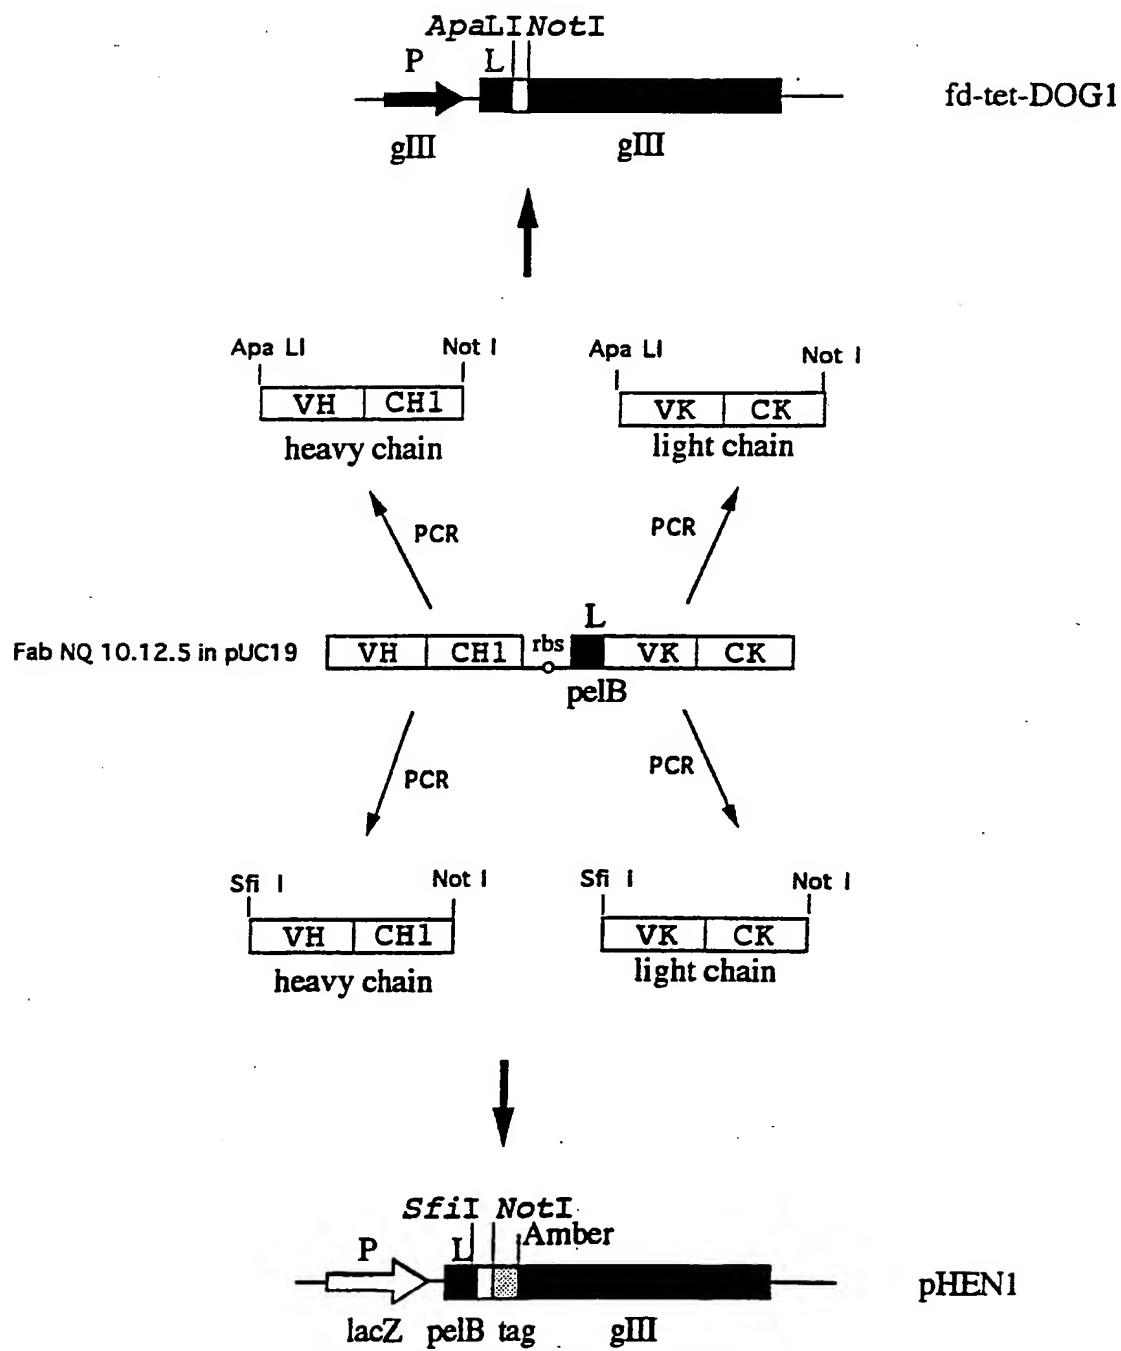 ApaLI NotI
P L
fd-tet-DOG1
gIII gIII
Apa LI Not I Apa LI Not I
VH CH1 VK CK
heavy chain light chain
PCR PCR
L
Fab NQ 10.12.5 in pUC19 VH CH1 rbs VK CK
pelB
PCR PCR
Sfi I Not I Sfi I Not I
VH CH1 VK CK
heavy chain light chain
SfiI NotI
P L Amber
pHEN1
lacZ pelB tag gIII